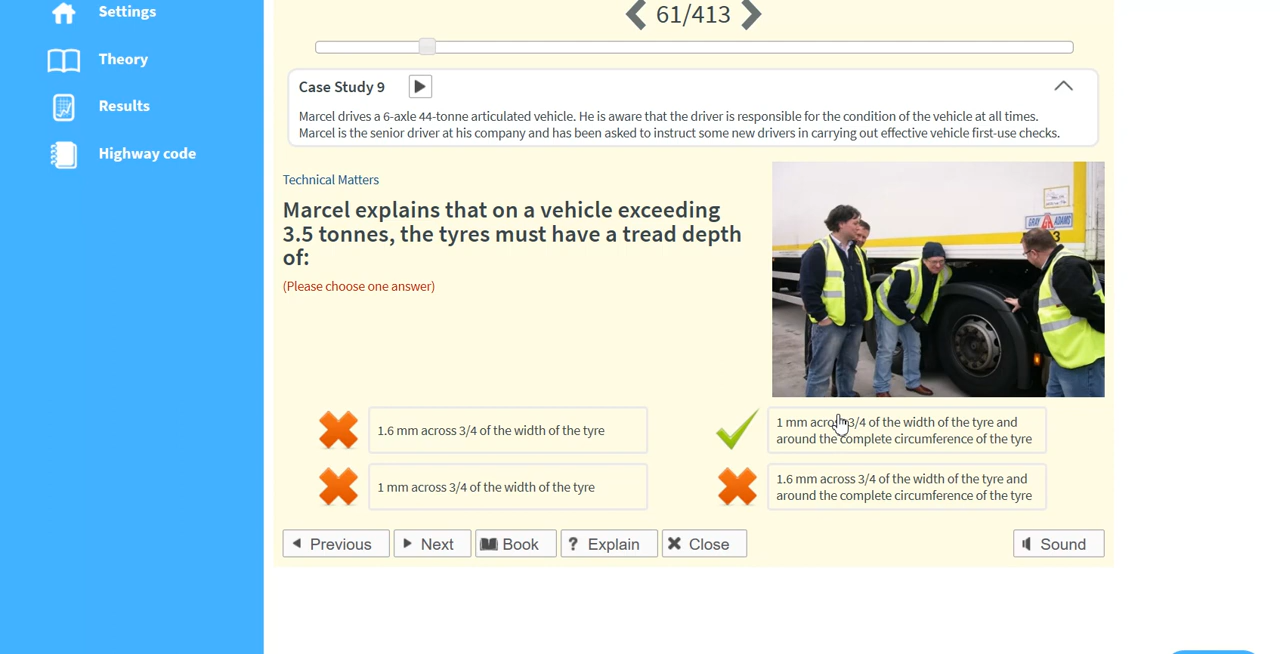 Settings
Theory
Results
Highway code
61/413
Case Study 9
Marcel drives a 6-axle 44-tonne articulated vehicle. He is aware that the driver is responsible for the condition of the vehicle at all times.
Marcel is the senior driver at his company and has been asked to instruct some new drivers in carrying out effective vehicle first-use checks.
Technical Matters
Marcel explains that on a vehicle exceeding
3.5 tonnes, the tyres must have a tread depth
of:
(Please choose one answer)
GRAY ADAMS
3
1.6 mm across 3/4 of the width of the tyre
1 mm across 3/4 of the width of the tyre and
around the complete circumference of the tyre
1 mm across 3/4 of the width of the tyre
1.6 mm across 3/4 of the width of the tyre and
around the complete circumference of the tyre
Previous
Next
Book
? Explain
Close
Sound